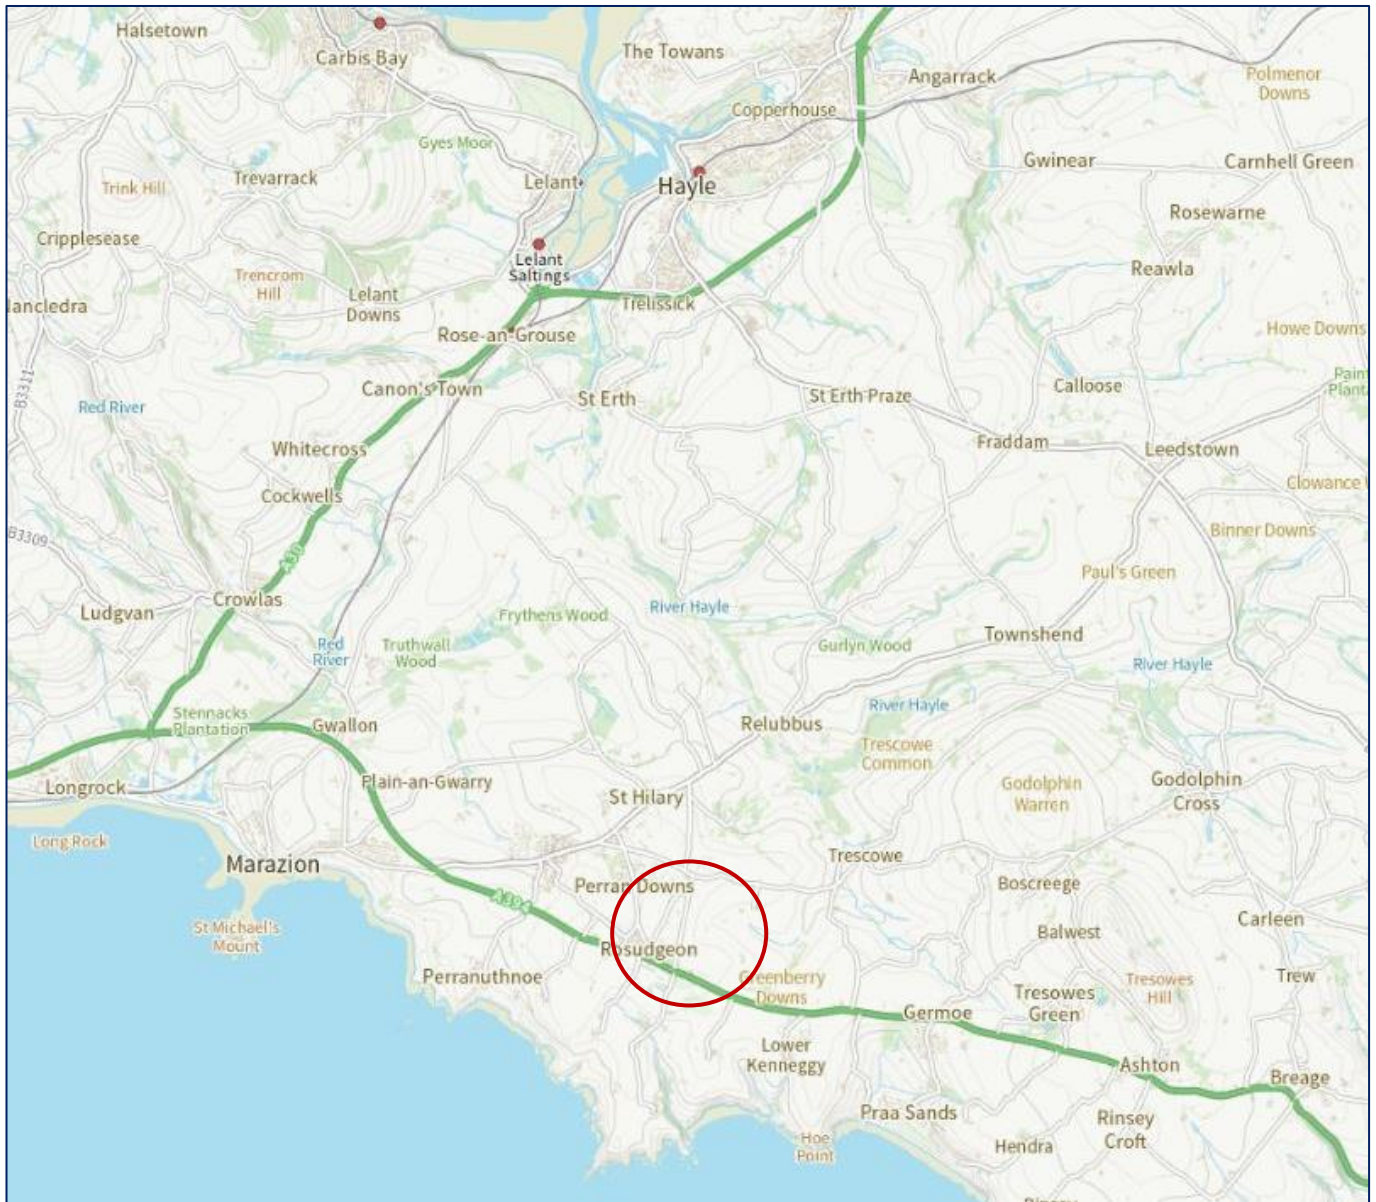 Halsetown
Carbis Bay
The Towans
Angarrack
Polmenor
Downs
Copperhouse
Gyes Moor
Gwinear
Carnhell Green
Trink Hill
Trevarrack
Lelant
Hayle
Rosewarne
Cripplesease
Lelant
Saltings
Reawla
Trencrom
Hill
Lelant
Downs
Trelissick
lancledra
Rose-an-Grouse
Howe Downs
B3311
Canon's Town
St Erth
St Erth Praze
Calloose
Pain
Plant
Red River
Whitecross
Fraddam
Leedstown
Cockwells
Clowance
B3309
A30
Binner Downs
Paul's Green
Crowlas
Ludgvan
Frythens Wood
River Hayle
Red
River
Truthwall
Wood
Gurlyn Wood
Townshend
River Hayle
River Hayle
Stennacks
Plantation
Gwallon
Relubbus
Trescowe
Common
Longrock
Plain-an-Gwarry
St Hilary
Godolphin
Warren
Godolphin
Cross
Long Rock
Marazion
Trescowe
Perran Downs
Boscreege
A394
St Michael's
Mount
Rosudgeon
Balwest
Carleen
Perranuthnoe
Greenberry
Downs
Tresowes
Green
Tresowes
Hill
Trew
Germoe
Lower
Kenneggy
Ashton
Breage
Praa Sands
Rinsey
Croft
Hoe
Point
Hendra